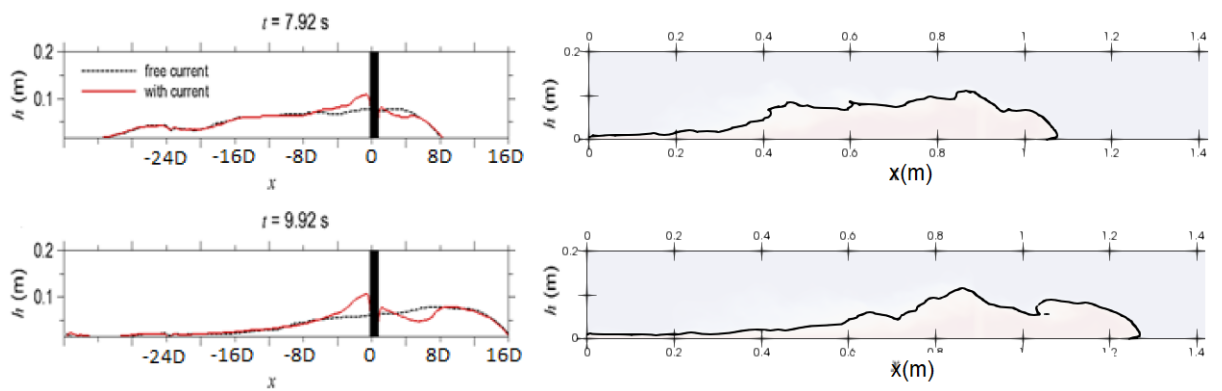 t = 7.92 s
0.2
h (m)
0.1
free current
with current
-24D -16D -8D 0 8D 16D
x
0 0.2 0.4 0.6 0.8 1 1.2 1.4
0.2
h (m)
0
0 0.2 0.4 0.6 0.8 1 1.2 1.4
x(m)
t = 9.92 s
0.2
h (m)
0.1
-24D -16D -8D 0 8D 16D
x
0 0.2 0.4 0.6 0.8 1 1.2 1.4
0.2
h (m)
0
0 0.2 0.4 0.6 0.8 1 1.2 1.4
x(m)